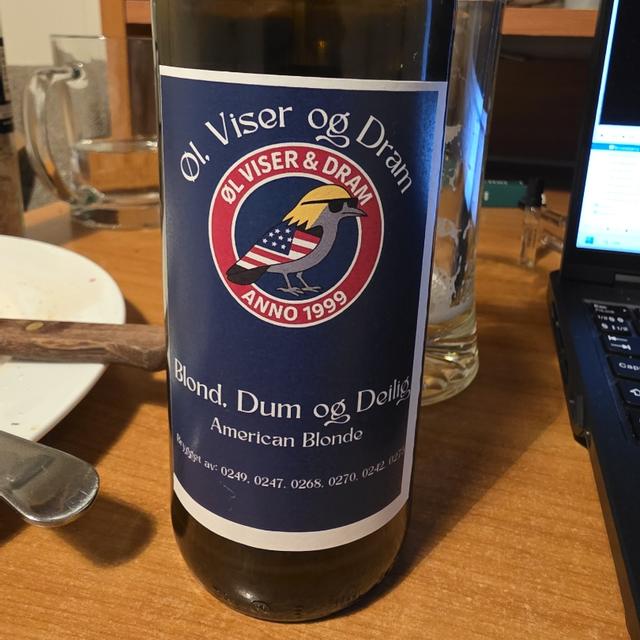 Øl, Viser og Dram
ØL VISER & DRAM
ANNO 1999
Blond, Dum og Deilig
American Blonde
Brygget av: 0249, 0247, 0268, 0270, 0242